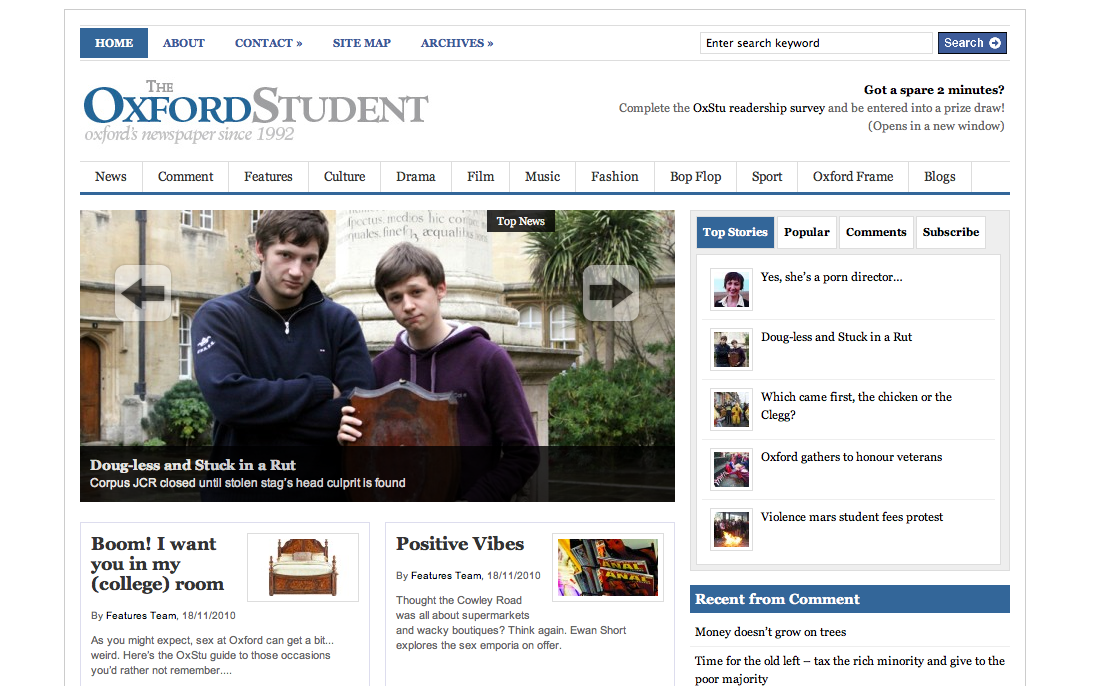 HOME ABOUT CONTACT » SITE MAP ARCHIVES » Enter search keyword Search
THE
OXFORDSTUDENT
oxford's newspaper since 1992
Got a spare 2 minutes?
Complete the OxStu readership survey and be entered into a prize draw!
(Opens in a new window)
News Comment Features Culture Drama Film Music Fashion Bop Flop Sport Oxford Frame Blogs
Top News
Doug-less and Stuck in a Rut
Corpus JCR closed until stolen stag's head culprit is found
Top Stories Popular Comments Subscribe
Yes, she's a porn director...
Doug-less and Stuck in a Rut
Which came first, the chicken or the
Clegg?
Oxford gathers to honour veterans
Violence mars student fees protest
Boom! I want
you in my
(college) room
By Features Team, 18/11/2010
As you might expect, sex at Oxford can get a bit...
weird. Here's the OxStu guide to those occasions
you'd rather not remember....
Positive Vibes
By Features Team, 18/11/2010
Thought the Cowley Road
was all about supermarkets
and wacky boutiques? Think again. Ewan Short
explores the sex emporia on offer.
ANAL
ANAL
Recent from Comment
Money doesn't grow on trees
Time for the old left – tax the rich minority and give to the
poor majority